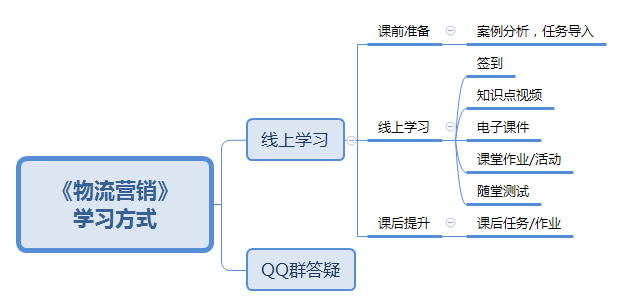 《物流营销》
学习方式
线上学习
课前准备
案例分析，任务导入
线上学习
签到
知识点视频
电子课件
课堂作业/活动
随堂测试
课后提升
课后任务/作业
QQ群答疑